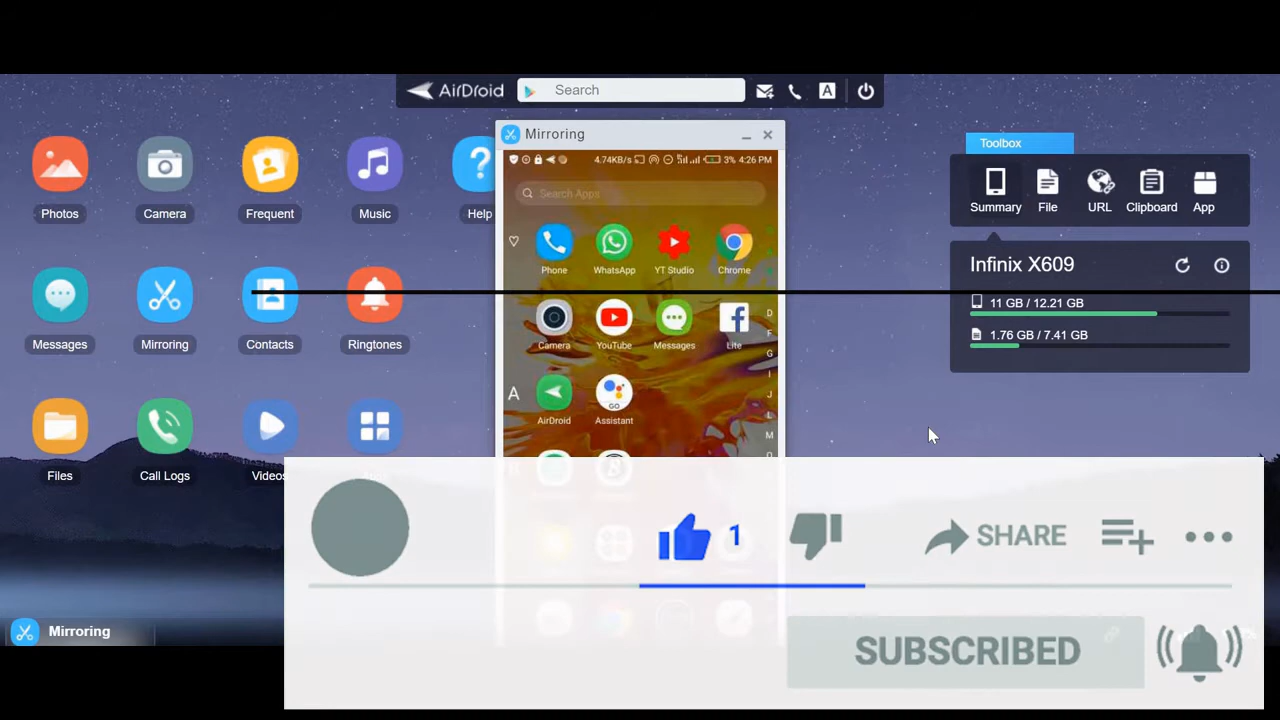 AirDroid
Search
A
Mirroring
4.74KB/s 3% 4:26 PM
Search Apps
Toolbox
Summary File URL Clipboard App
Photos Camera Frequent Music Help
Phone WhatsApp YT Studio Chrome
Infinix X609
11 GB / 12.21 GB
1.76 GB / 7.41 GB
Messages Mirroring Contacts Ringtones
Camera YouTube Messages Lite
D
F
G
I
J
L
M
A
GO
AirDroid Assistant
Files Call Logs Videos
1 SHARE
Mirroring
SUBSCRIBED